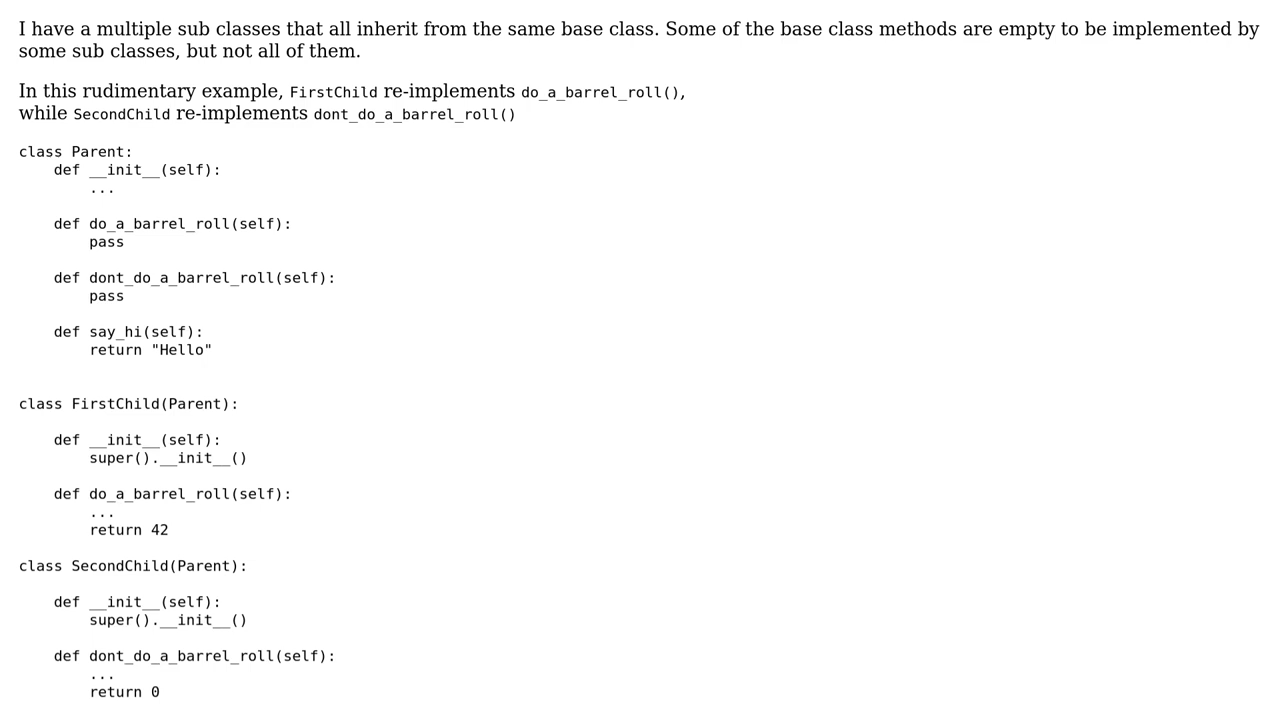 I have a multiple sub classes that all inherit from the same base class. Some of the base class methods are empty to be implemented by
some sub classes, but not all of them.
In this rudimentary example, FirstChild re-implements do_a_barrel_roll(),
while SecondChild re-implements dont_do_a_barrel_roll()
class Parent:
    def __init__(self):
        ...
    def do_a_barrel_roll(self):
        pass
    def dont_do_a_barrel_roll(self):
        pass
    def say_hi(self):
        return "Hello"
class FirstChild(Parent):
    def __init__(self):
        super().__init__()
    def do_a_barrel_roll(self):
        ...
        return 42
class SecondChild(Parent):
    def __init__(self):
        super().__init__()
    def dont_do_a_barrel_roll(self):
        ...
        return 0